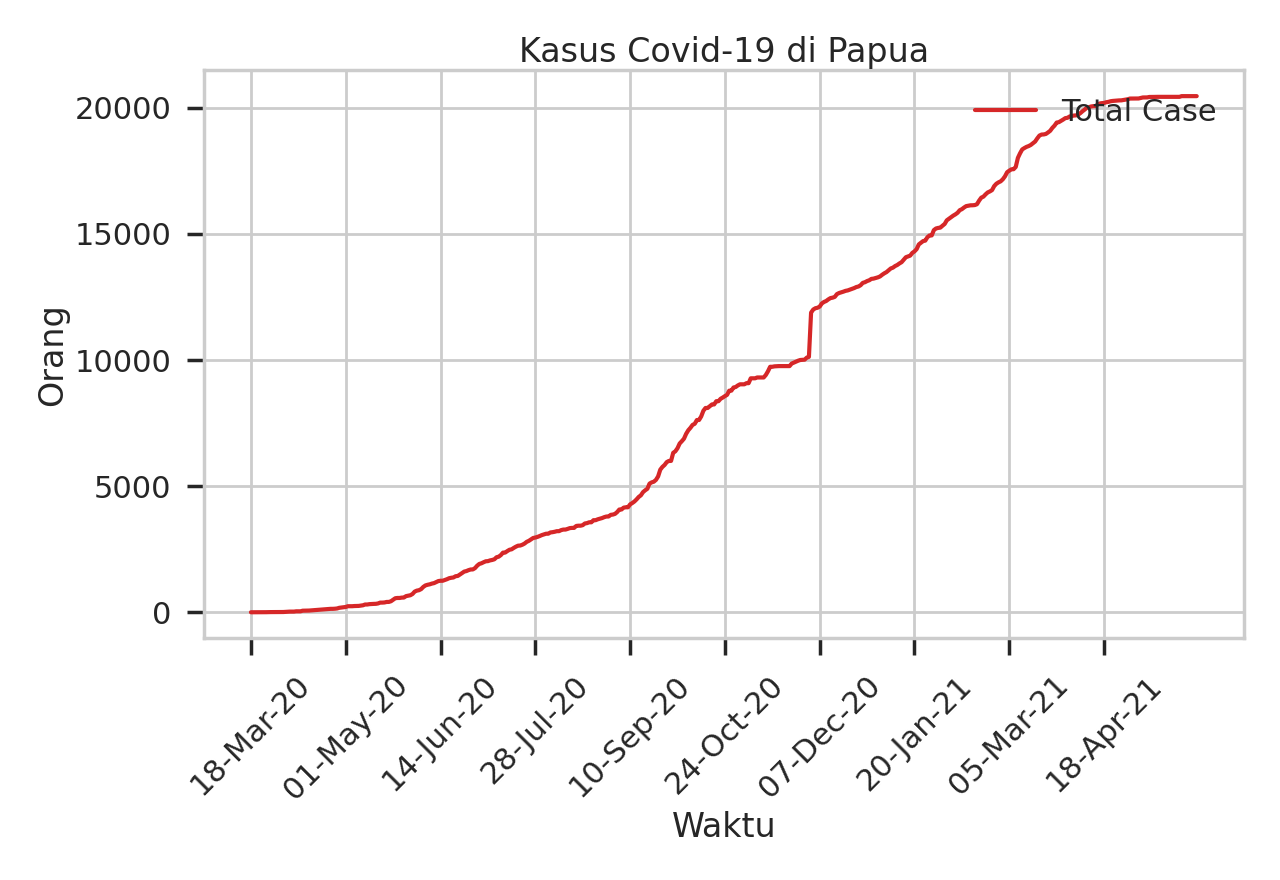 Kasus Covid-19 di Papua
Total Case
20000
15000
10000
5000
0
Orang
18-Mar-20
01-May-20
14-Jun-20
28-Jul-20
10-Sep-20
24-Oct-20
07-Dec-20
20-Jan-21
05-Mar-21
18-Apr-21
Waktu